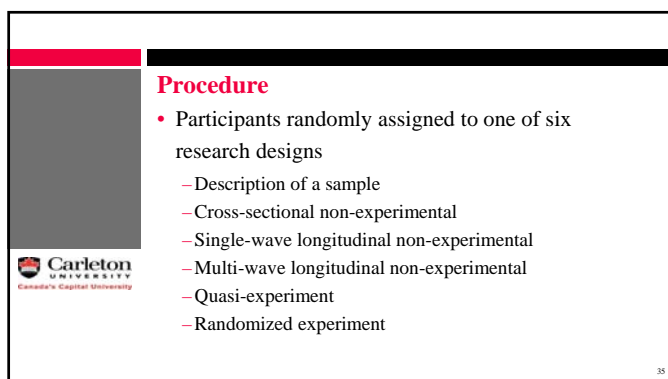 Procedure
• Participants randomly assigned to one of six
research designs
–Description of a sample
–Cross-sectional non-experimental
–Single-wave longitudinal non-experimental
–Multi-wave longitudinal non-experimental
–Quasi-experiment
–Randomized experiment
Carleton
UNIVERSITY
Canada's Capital University
35